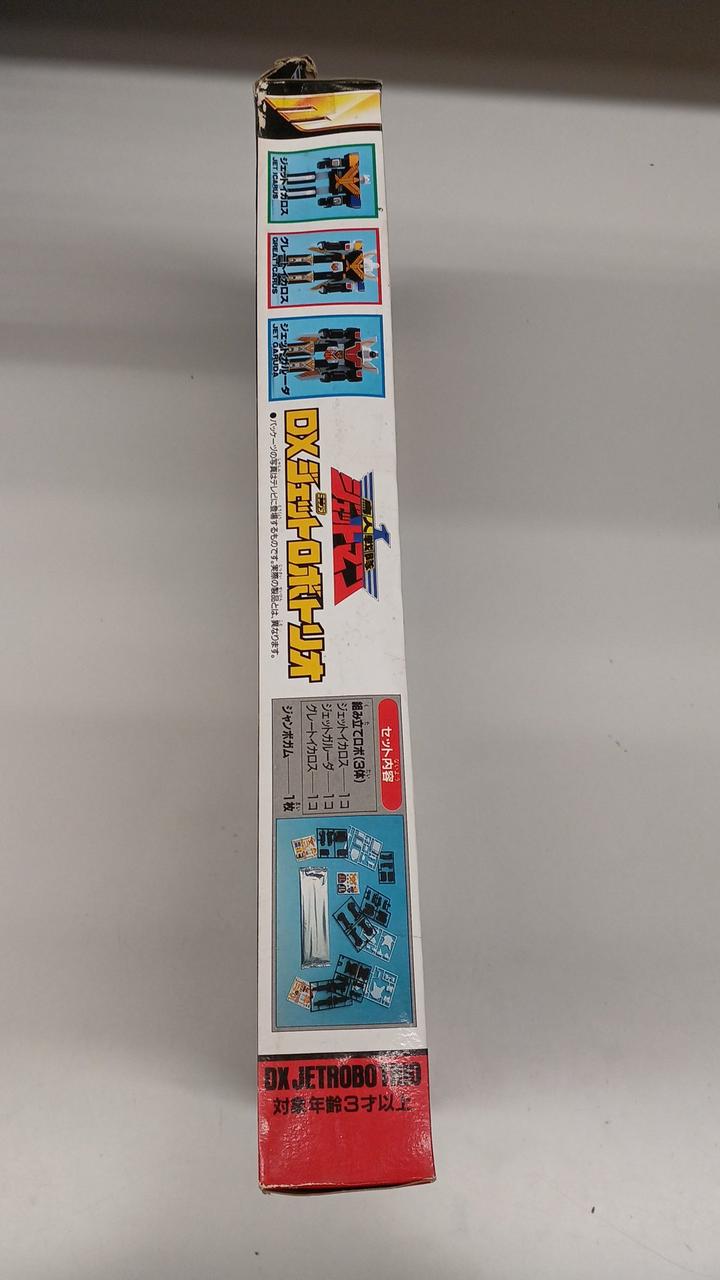 ジェットイカロス
JET ICARUS
グレートイカロス
GREAT ICARUS
ジェットガルーダ
JET GARUDA
鳥人戦隊
ジェットマン
DXジェットロボトリオ
●パッケージの写真はテレビに登場するものです。実際の製品とは、異なります。
セット内容
組み立てロボ(3体)
ジェットイカロス——1コ
ジェットガルーダ——1コ
グレートイカロス——1コ
ジャンボガム——1枚
DX JETROBO TRIO
対象年齢3才以上